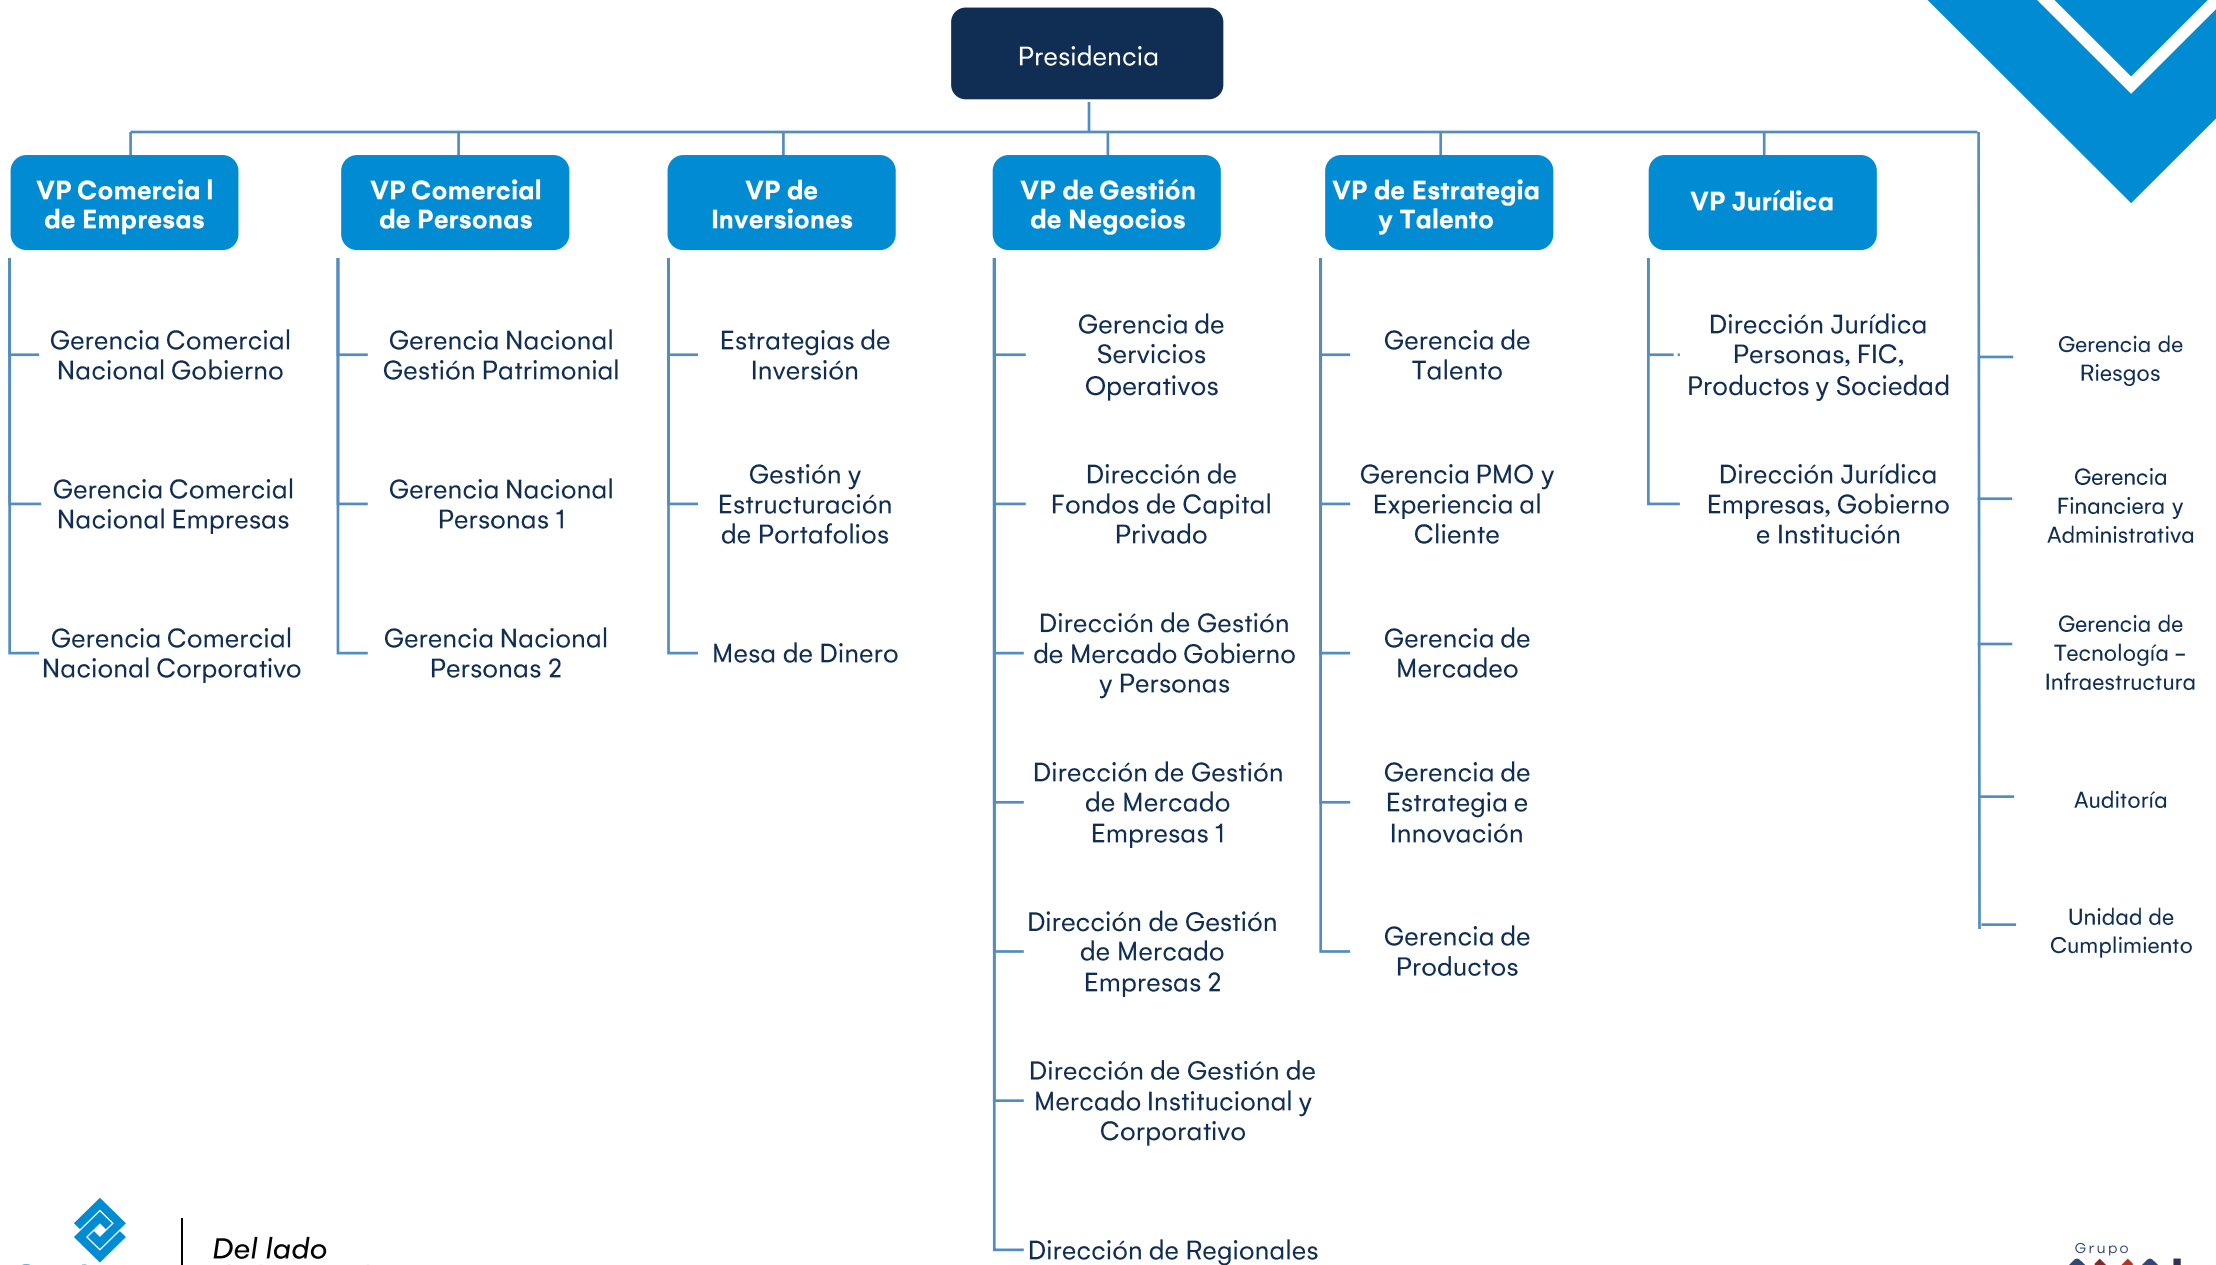 Presidencia
VP Comercia l
de Empresas
Gerencia Comercial
Nacional Gobierno
Gerencia Comercial
Nacional Empresas
Gerencia Comercial
Nacional Corporativo
VP Comercial
de Personas
Gerencia Nacional
Gestión Patrimonial
Gerencia Nacional
Personas 1
Gerencia Nacional
Personas 2
VP de
Inversiones
Estrategias de
Inversión
Gestión y
Estructuración
de Portafolios
Mesa de Dinero
VP de Gestión
de Negocios
Gerencia de
Servicios
Operativos
Dirección de
Fondos de Capital
Privado
Dirección de Gestión
de Mercado Gobierno
y Personas
Dirección de Gestión
de Mercado
Empresas 1
Dirección de Gestión
de Mercado
Empresas 2
Dirección de Gestión de
Mercado Institucional y
Corporativo
Dirección de Regionales
VP de Estrategia
y Talento
Gerencia de
Talento
Gerencia PMO y
Experiencia al
Cliente
Gerencia de
Mercadeo
Gerencia de
Estrategia e
Innovación
Gerencia de
Productos
VP Jurídica
Dirección Jurídica
Personas, FIC,
Productos y Sociedad
Dirección Jurídica
Empresas, Gobierno
e Institución
Gerencia de
Riesgos
Gerencia
Financiera y
Administrativa
Gerencia de
Tecnología -
Infraestructura
Auditoría
Unidad de
Cumplimiento
Del lado
Grupo